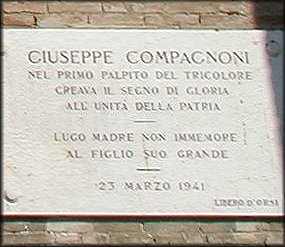 GIUSEPPE COMPAGNONI
NEL PRIMO PALPITO DEL TRICOLORE
CREAVA IL SEGNO DI GLORIA
ALL'UNITÀ DELLA PATRIA
LUGO MADRE NON IMMEMORE
AL FIGLIO SUO GRANDE
23 MARZO 1941
LIBERO D'ORSI